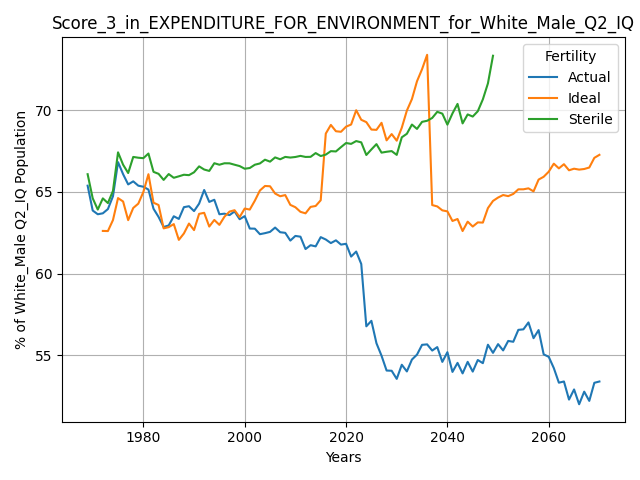 Score_3_in_EXPENDITURE_FOR_ENVIRONMENT_for_White_Male_Q2_IQ
Fertility
Actual
Ideal
Sterile
% of White_Male Q2_IQ Population
70
65
60
55
1980
2000
2020
2040
2060
Years